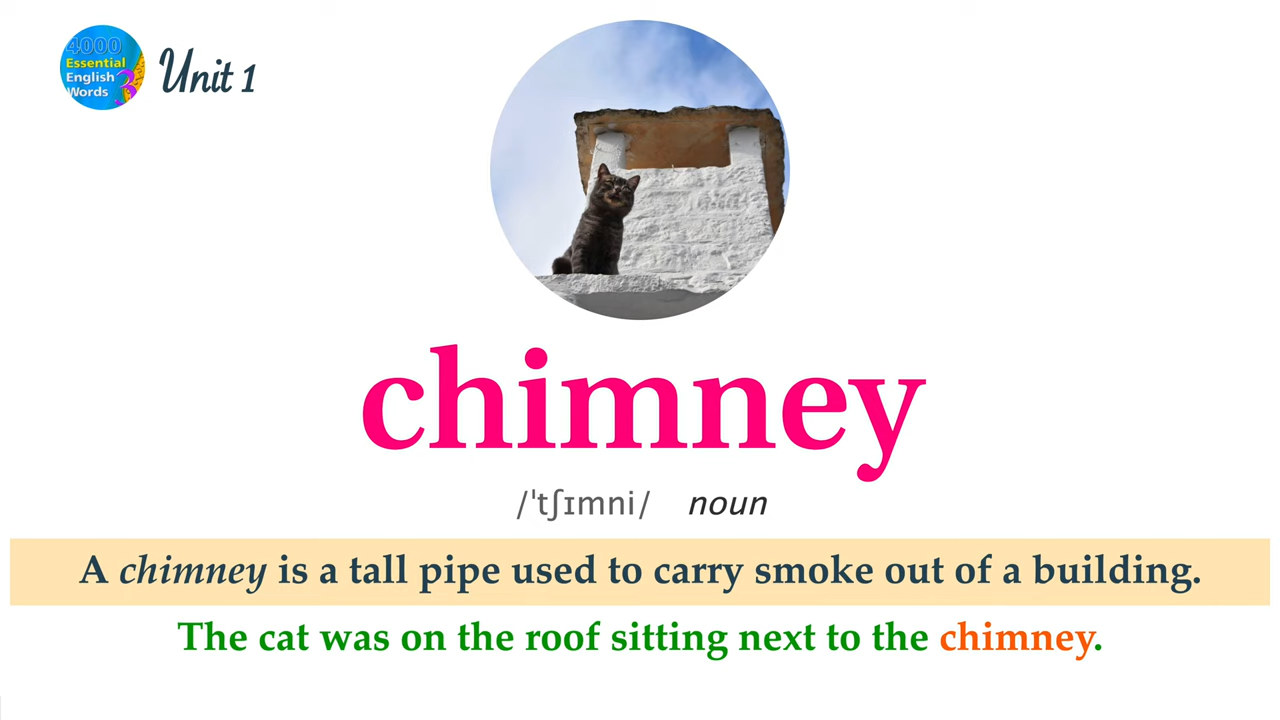 4000
Essential
English
Words 3
Unit 1
chimney
/ˈtʃɪmni/ noun
A chimney is a tall pipe used to carry smoke out of a building.
The cat was on the roof sitting next to the chimney.